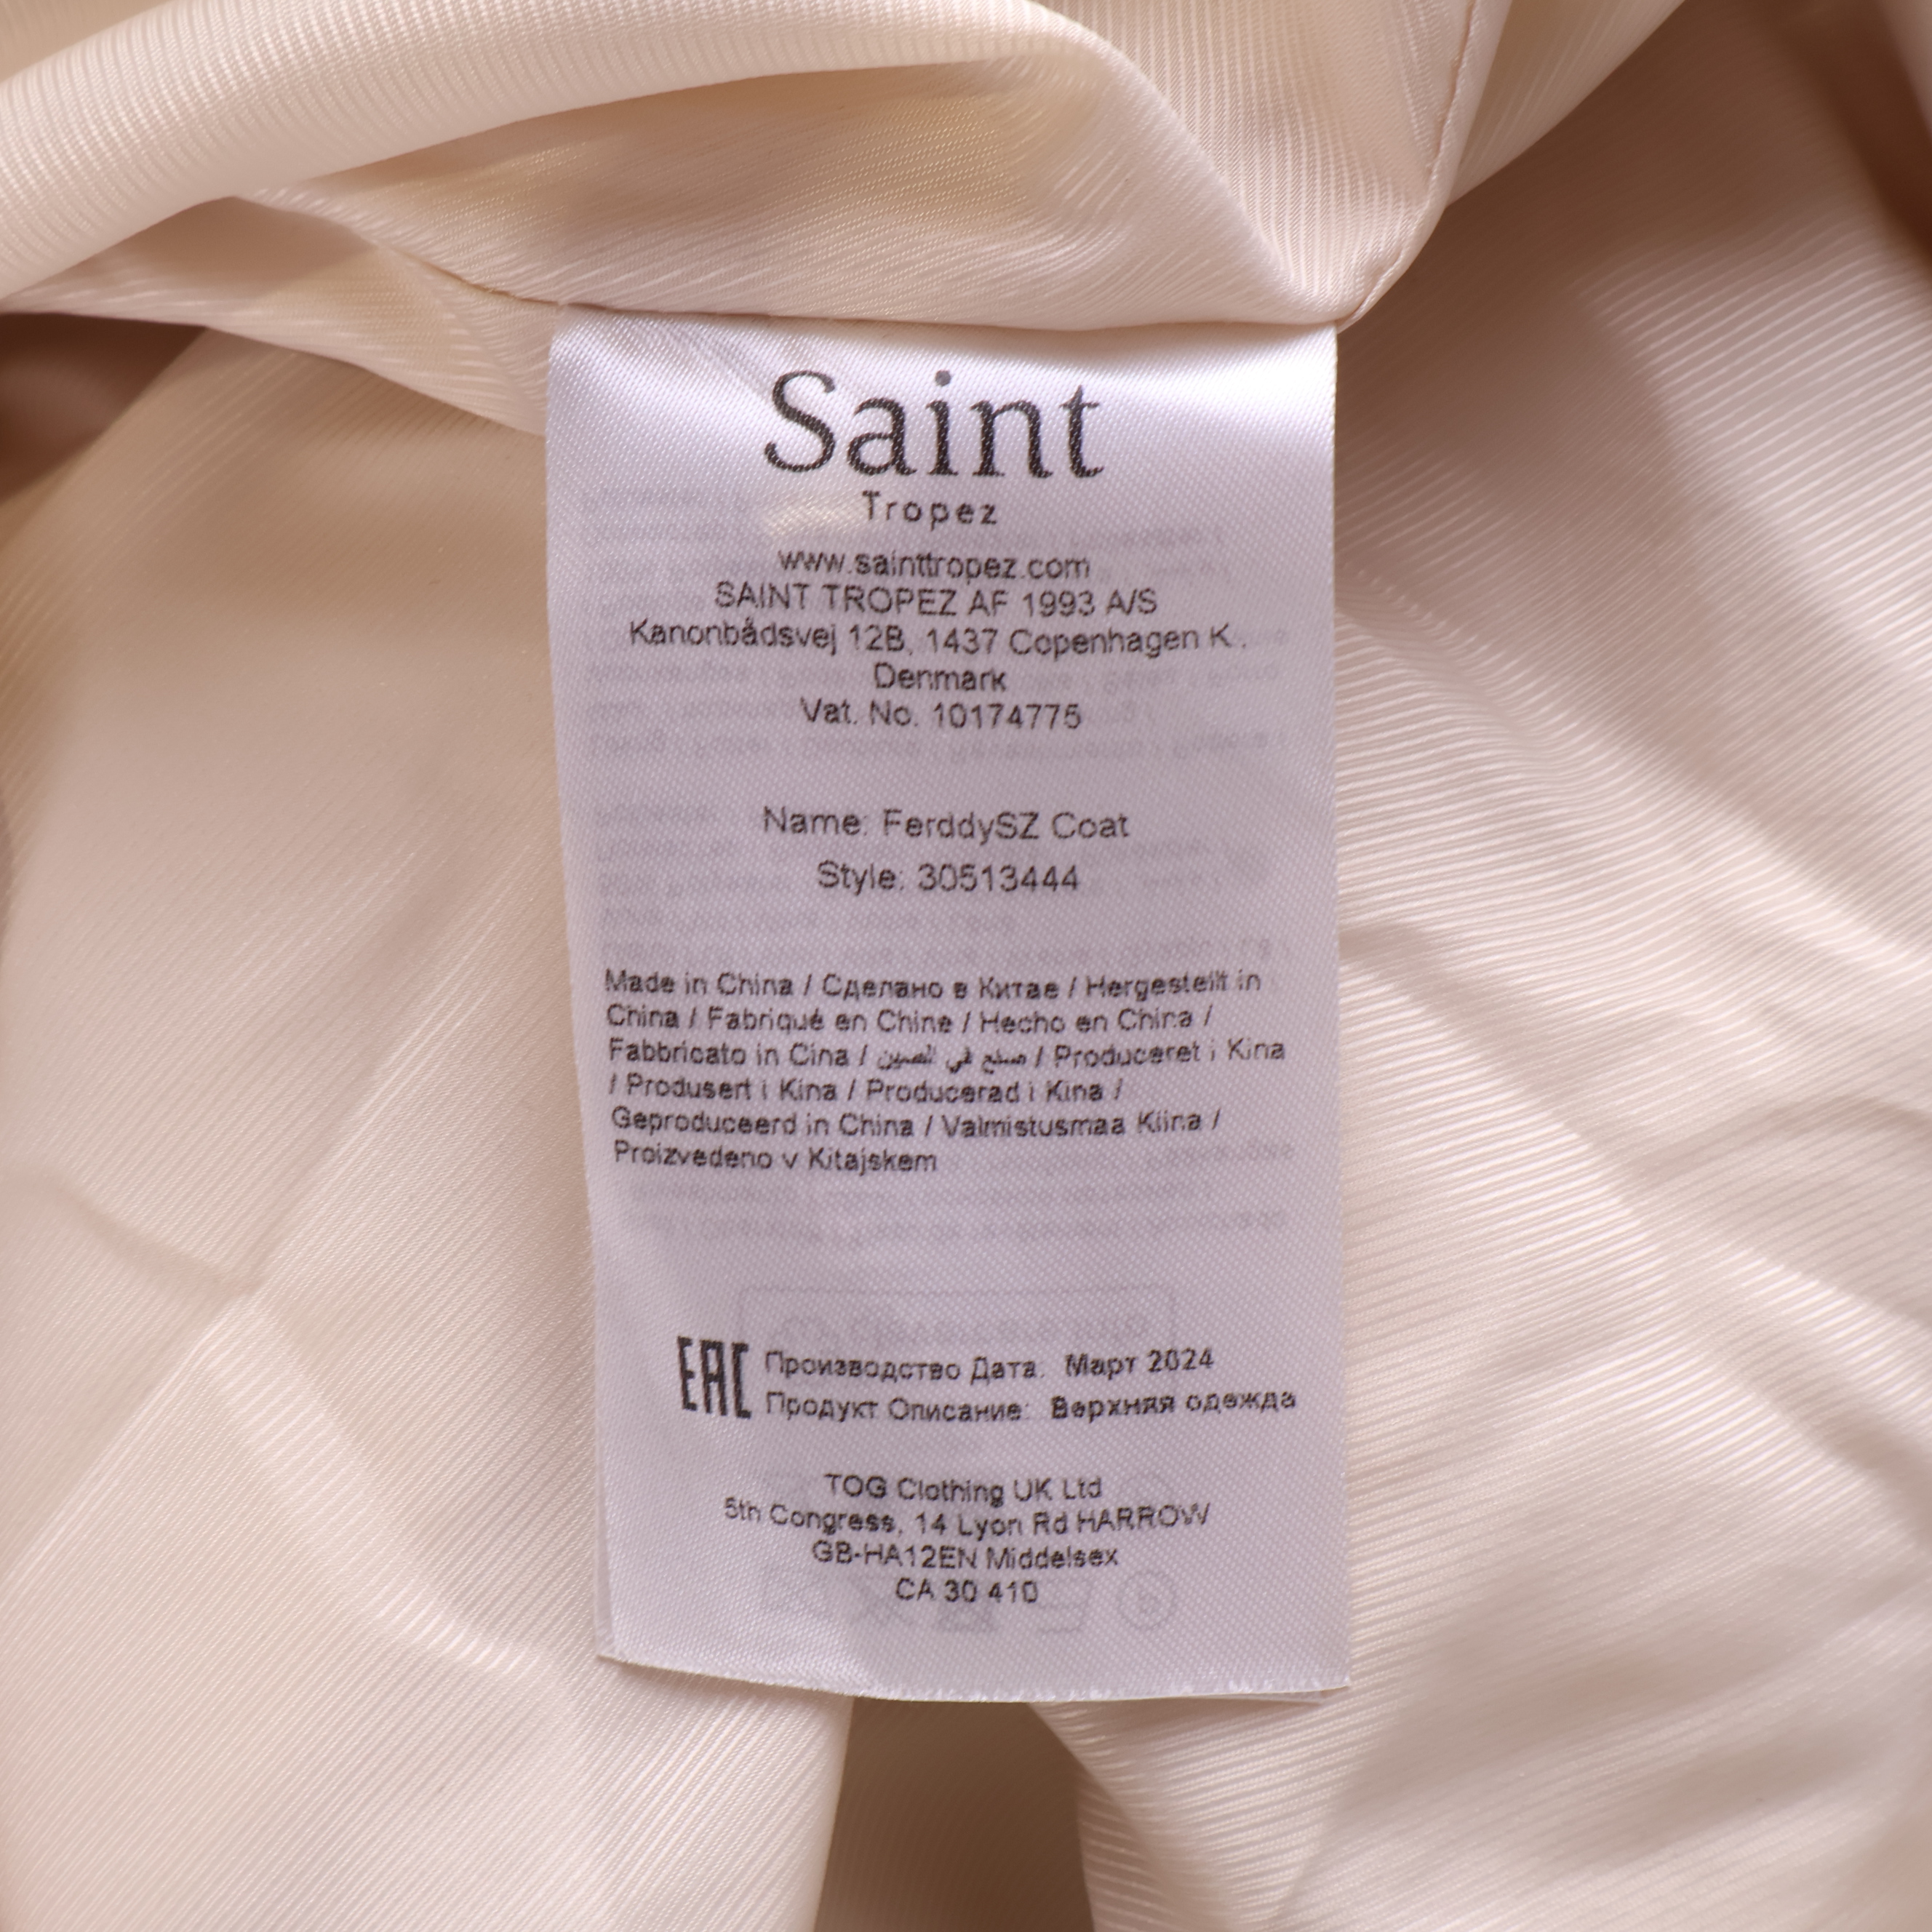 Saint
Tropez
www.sainttropez.com
SAINT TROPEZ AF 1993 A/S
Kanonbådsvej 12B, 1437 Copenhagen K.
Denmark
Vat. No. 10174775
Name: FerddySZ Coat
Style: 30513444
Made in China / Сделано в Китае / Hergestellt in
China / Fabriqué en Chine / Hecho en China /
Fabbricato in Cina / صنع في الصين / Produceret i Kina
/ Produsert i Kina / Producerad i Kina /
Geproduceerd in China / Valmistusmaa Kiina /
Proizvedeno v Kitajskem
EAC Производство Дата: Март 2024
Продукт Описание: Верхняя одежда
TOG Clothing UK Ltd
5th Congress, 14 Lyon Rd HARROW
GB-HA12EN Middelsex
CA 30 410